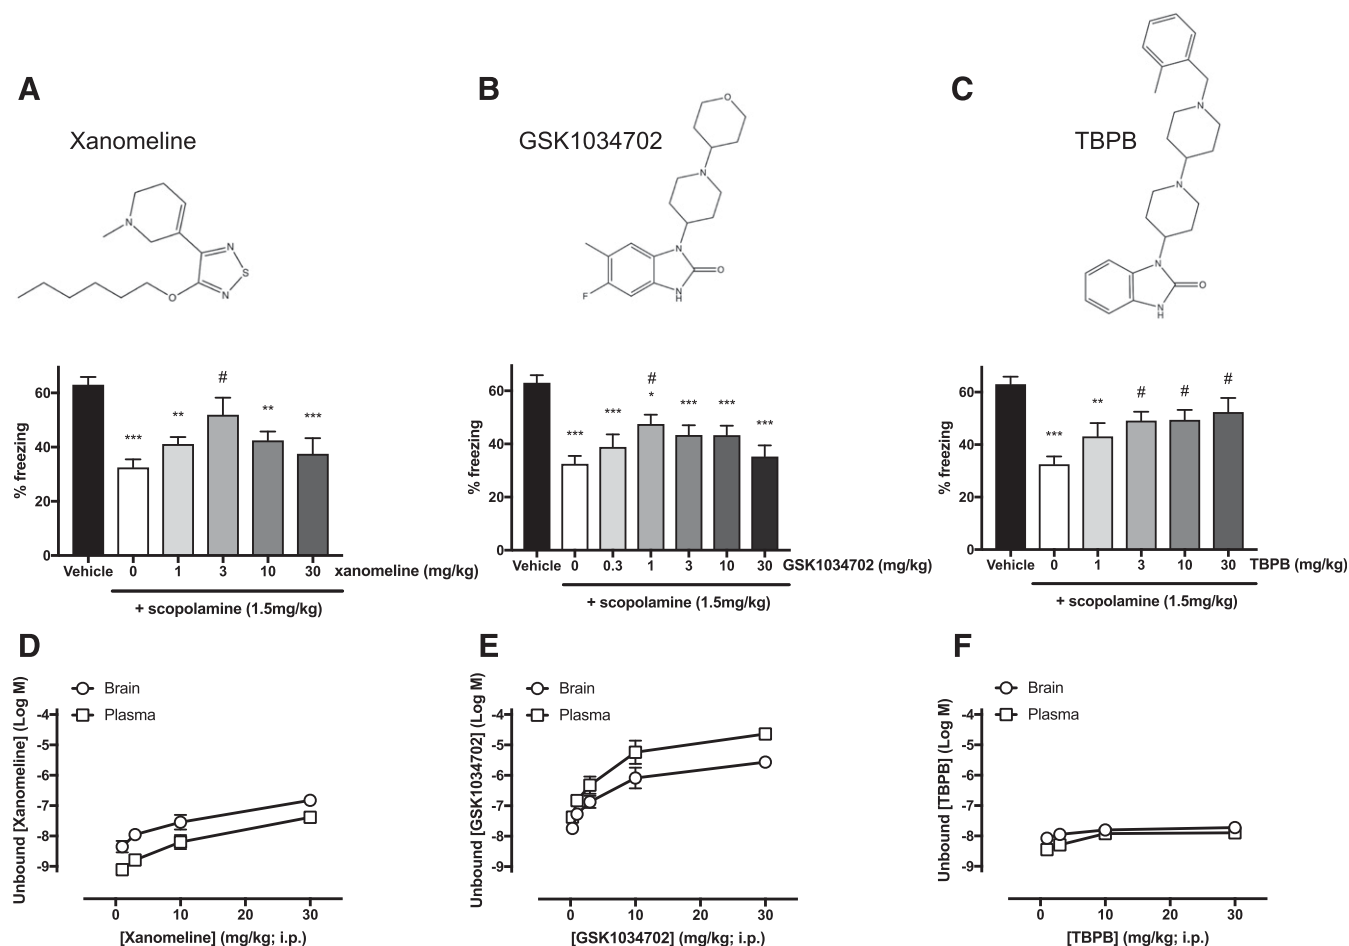 A
Xanomeline
N
N
S
N
O
*** ** # ** ***
% freezing
60
40
20
0
Vehicle 0 1 3 10 30 xanomeline (mg/kg)
+ scopolamine (1.5mg/kg)
B
GSK1034702
O
N
N
O
F
N
H
*** *** # * *** *** ***
% freezing
60
40
20
0
Vehicle 0 0.3 1 3 10 30 GSK1034702 (mg/kg)
+ scopolamine (1.5mg/kg)
C
TBPB
N
N
N
O
N
H
*** ** # # #
% freezing
60
40
20
0
Vehicle 0 1 3 10 30 TBPB (mg/kg)
+ scopolamine (1.5mg/kg)
D
Brain
Plasma
Unbound [Xanomeline] (Log M)
-4
-5
-6
-7
-8
-9
0 10 20 30
[Xanomeline] (mg/kg; i.p.)
E
Brain
Plasma
Unbound [GSK1034702] (Log M)
-4
-5
-6
-7
-8
-9
0 10 20 30
[GSK1034702] (mg/kg; i.p.)
F
Brain
Plasma
Unbound [TBPB] (Log M)
-4
-5
-6
-7
-8
-9
0 10 20 30
[TBPB] (mg/kg; i.p.)